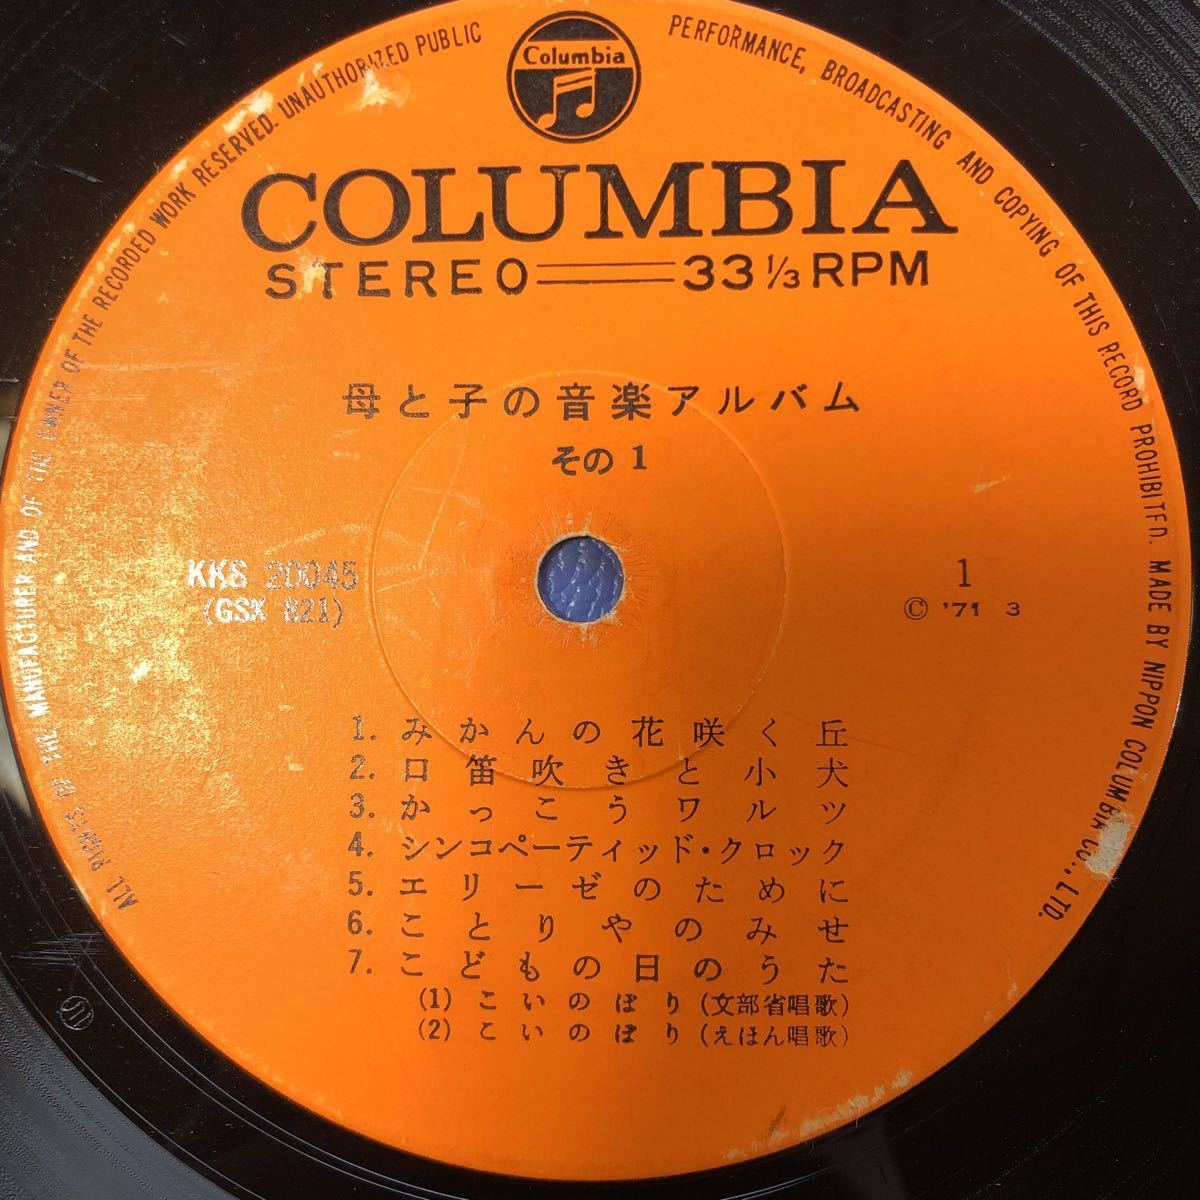 Columbia
COLUMBIA
STEREO 33 1/3 RPM
母と子の音楽アルバム
その 1
KKS 20045
(GSX 821)
1
© '71 3
1. みかんの花咲く丘
2. 口笛吹きと小犬
3. かっこうワルツ
4. シンコペーティッド・クロック
5. エリーゼのために
6. ことりやのみせ
7. こどもの日のうた
(1) こいのぼり (文部省唱歌)
(2) こいのぼり (えほん唱歌)
ALL RIGHTS OF THE MANUFACTURER AND OF THE OWNER OF THE RECORDED WORK RESERVED. UNAUTHORIZED PUBLIC PERFORMANCE, BROADCASTING AND COPYING OF THIS RECORD PROHIBITED. MADE BY NIPPON COLUMBIA CO., LTD.